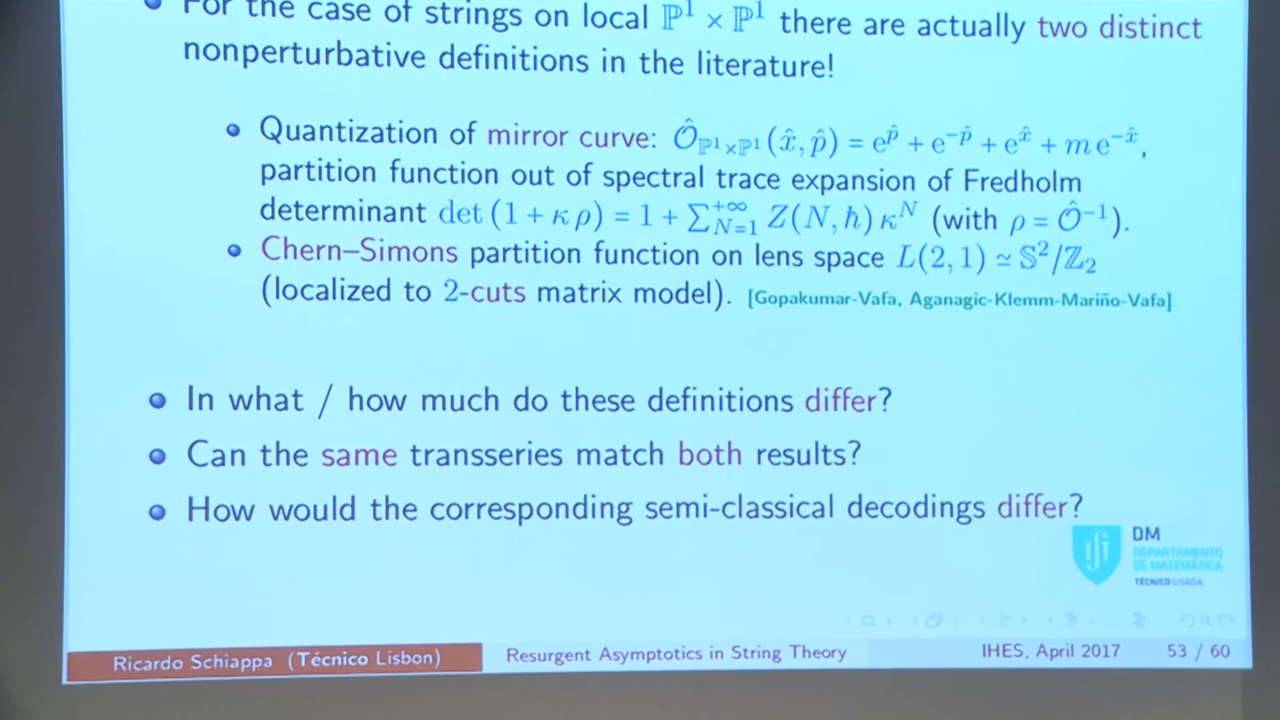 For the case of strings on local ℙ¹ × ℙ¹ there are actually two distinct
nonperturbative definitions in the literature!
Quantization of mirror curve: Ô_{ℙ¹×ℙ¹}(x̂, p̂) = e^{p̂} + e^{−p̂} + e^{x̂} + m e^{−x̂},
partition function out of spectral trace expansion of Fredholm
determinant det (1 + κ ρ) = 1 + ∑_{N=1}^{+∞} Z(N, ħ) κ^N (with ρ = Ô^{−1}).
Chern–Simons partition function on lens space L(2, 1) ≃ 𝕊²/ℤ₂
(localized to 2-cuts matrix model). [Gopakumar-Vafa, Aganagic-Klemm-Mariño-Vafa]
In what / how much do these definitions differ?
Can the same transseries match both results?
How would the corresponding semi-classical decodings differ?
DM
DEPARTAMENTO
DE MATEMÁTICA
TÉCNICO LISBOA
Ricardo Schiappa (Técnico Lisbon) Resurgent Asymptotics in String Theory IHES, April 2017 53 / 60